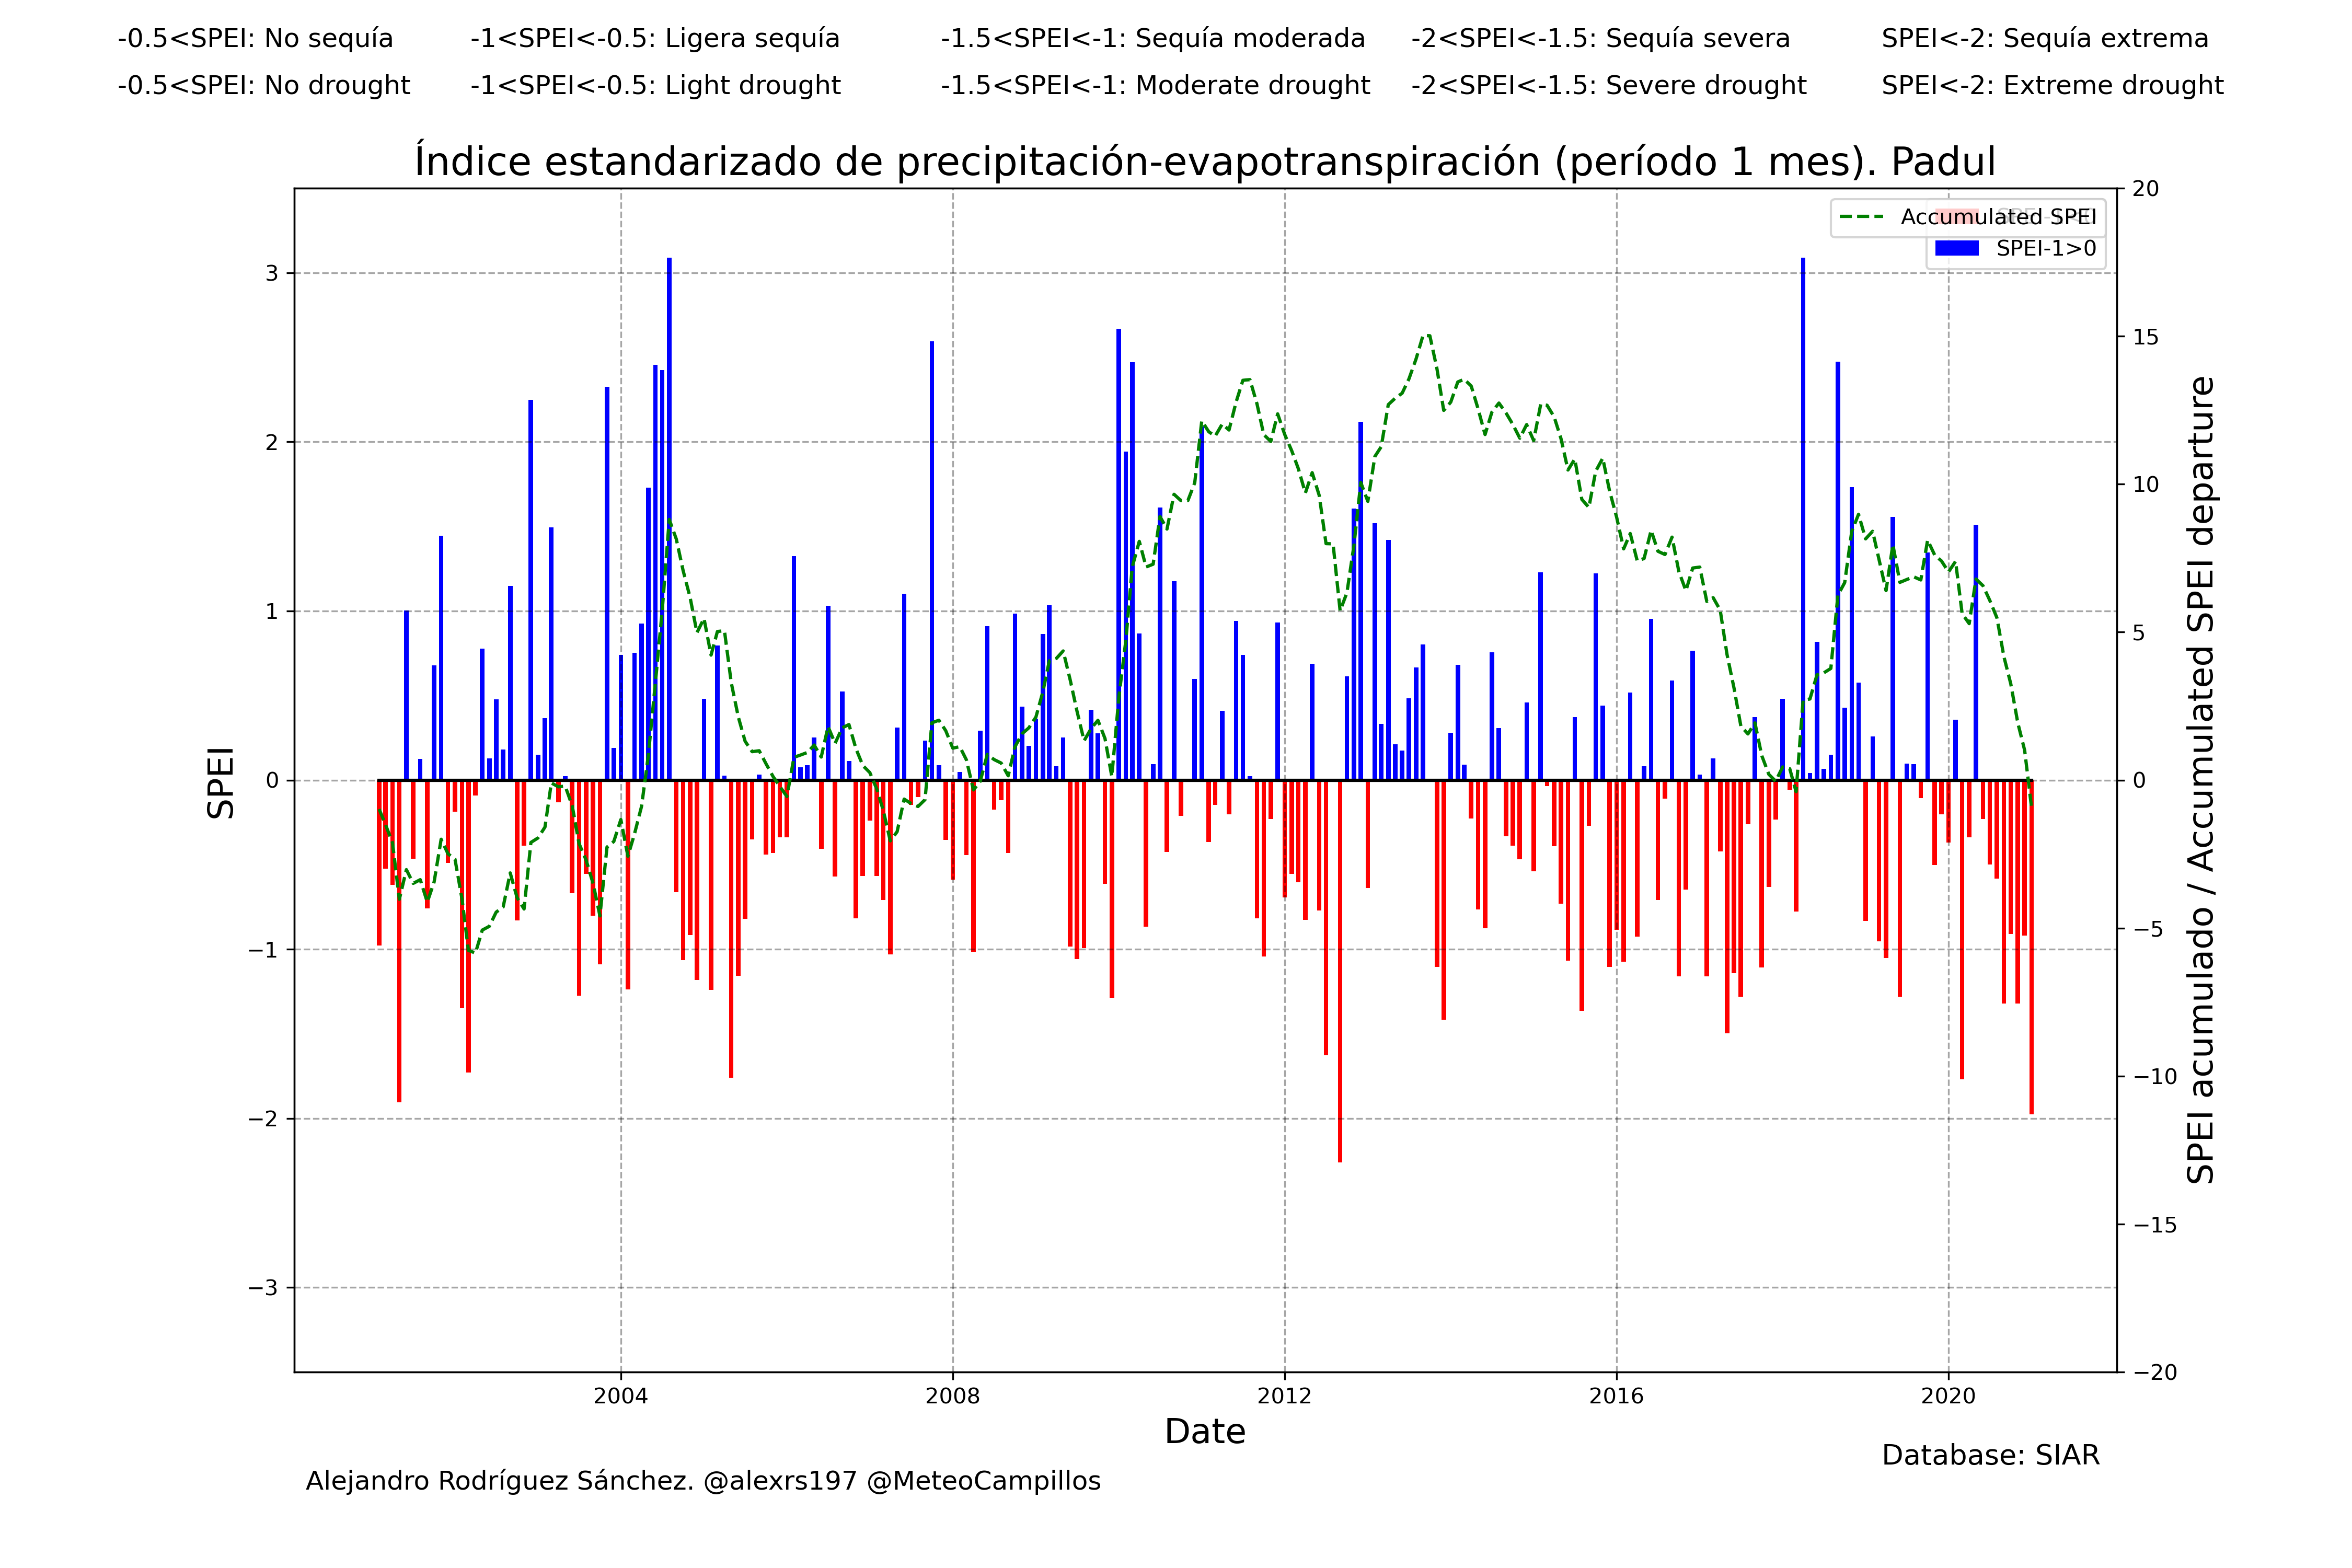 -0.5<SPEI: No sequía -1<SPEI<-0.5: Ligera sequía -1.5<SPEI<-1: Sequía moderada -2<SPEI<-1.5: Sequía severa SPEI<-2: Sequía extrema
-0.5<SPEI: No drought -1<SPEI<-0.5: Light drought -1.5<SPEI<-1: Moderate drought -2<SPEI<-1.5: Severe drought SPEI<-2: Extreme drought
Índice estandarizado de precipitación-evapotranspiración (período 1 mes). Padul
Accumulated SPEI
SPEI-1>0
SPEI
3
2
1
0
−1
−2
−3
20
15
10
5
0
−5
−10
−15
−20
SPEI acumulado / Accumulated SPEI departure
2004 2008 2012 2016 2020
Date
Database: SIAR
Alejandro Rodríguez Sánchez. @alexrs197 @MeteoCampillos